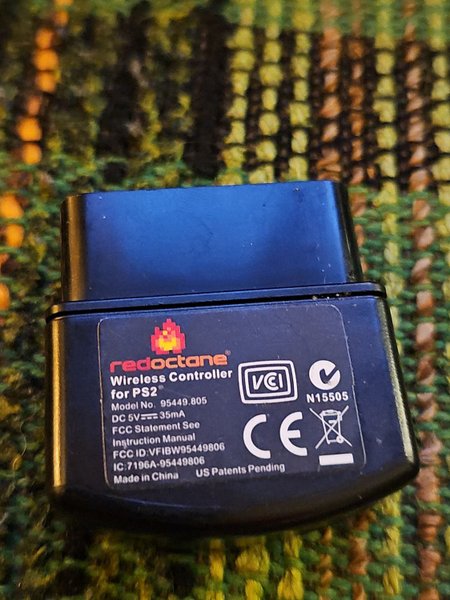 redoctane®
Wireless Controller
for PS2®
Model No. 95449.805
DC 5V⎓35mA
FCC Statement See
Instruction Manual
FCC ID:VFIBW95449806
IC:7196A-95449806
Made in China US Patents Pending
VCCI
N15505
CE